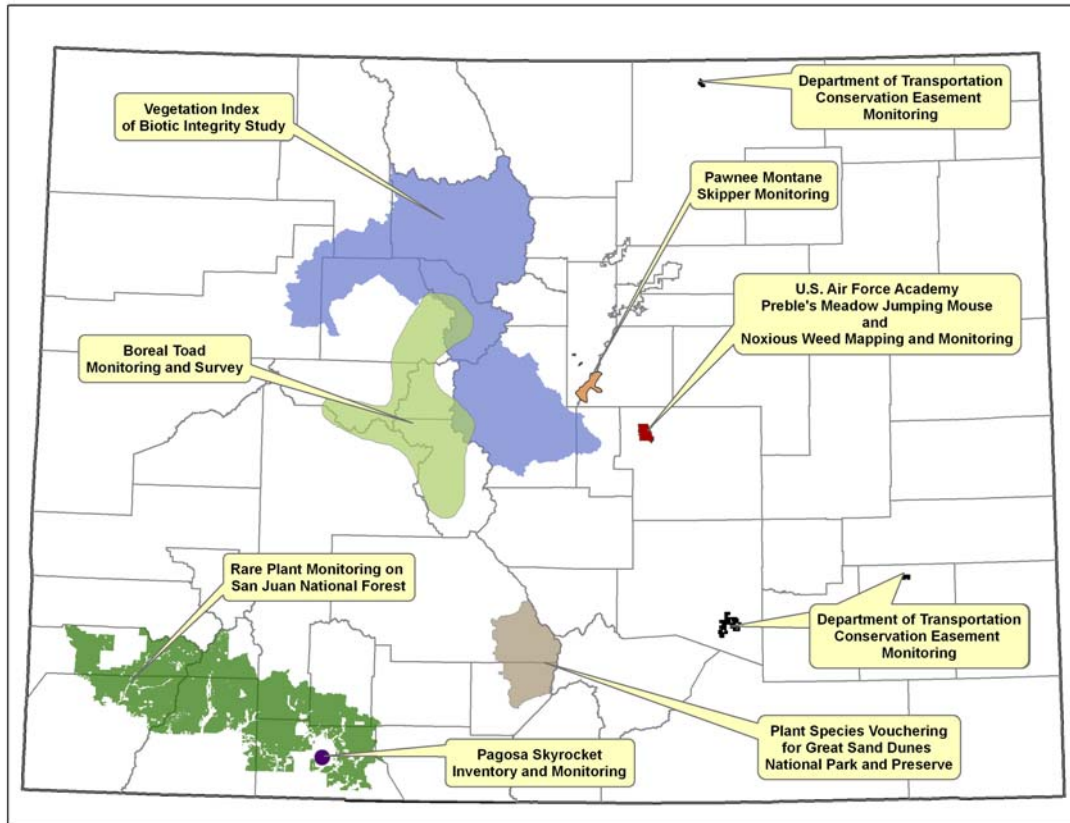 Department of Transportation
Conservation Easement
Monitoring
Vegetation Index
of Biotic Integrity Study
Pawnee Montane
Skipper Monitoring
U.S. Air Force Academy
Preble's Meadow Jumping Mouse
and
Noxious Weed Mapping and Monitoring
Boreal Toad
Monitoring and Survey
Rare Plant Monitoring on
San Juan National Forest
Department of Transportation
Conservation Easement
Monitoring
Plant Species Vouchering
for Great Sand Dunes
National Park and Preserve
Pagosa Skyrocket
Inventory and Monitoring